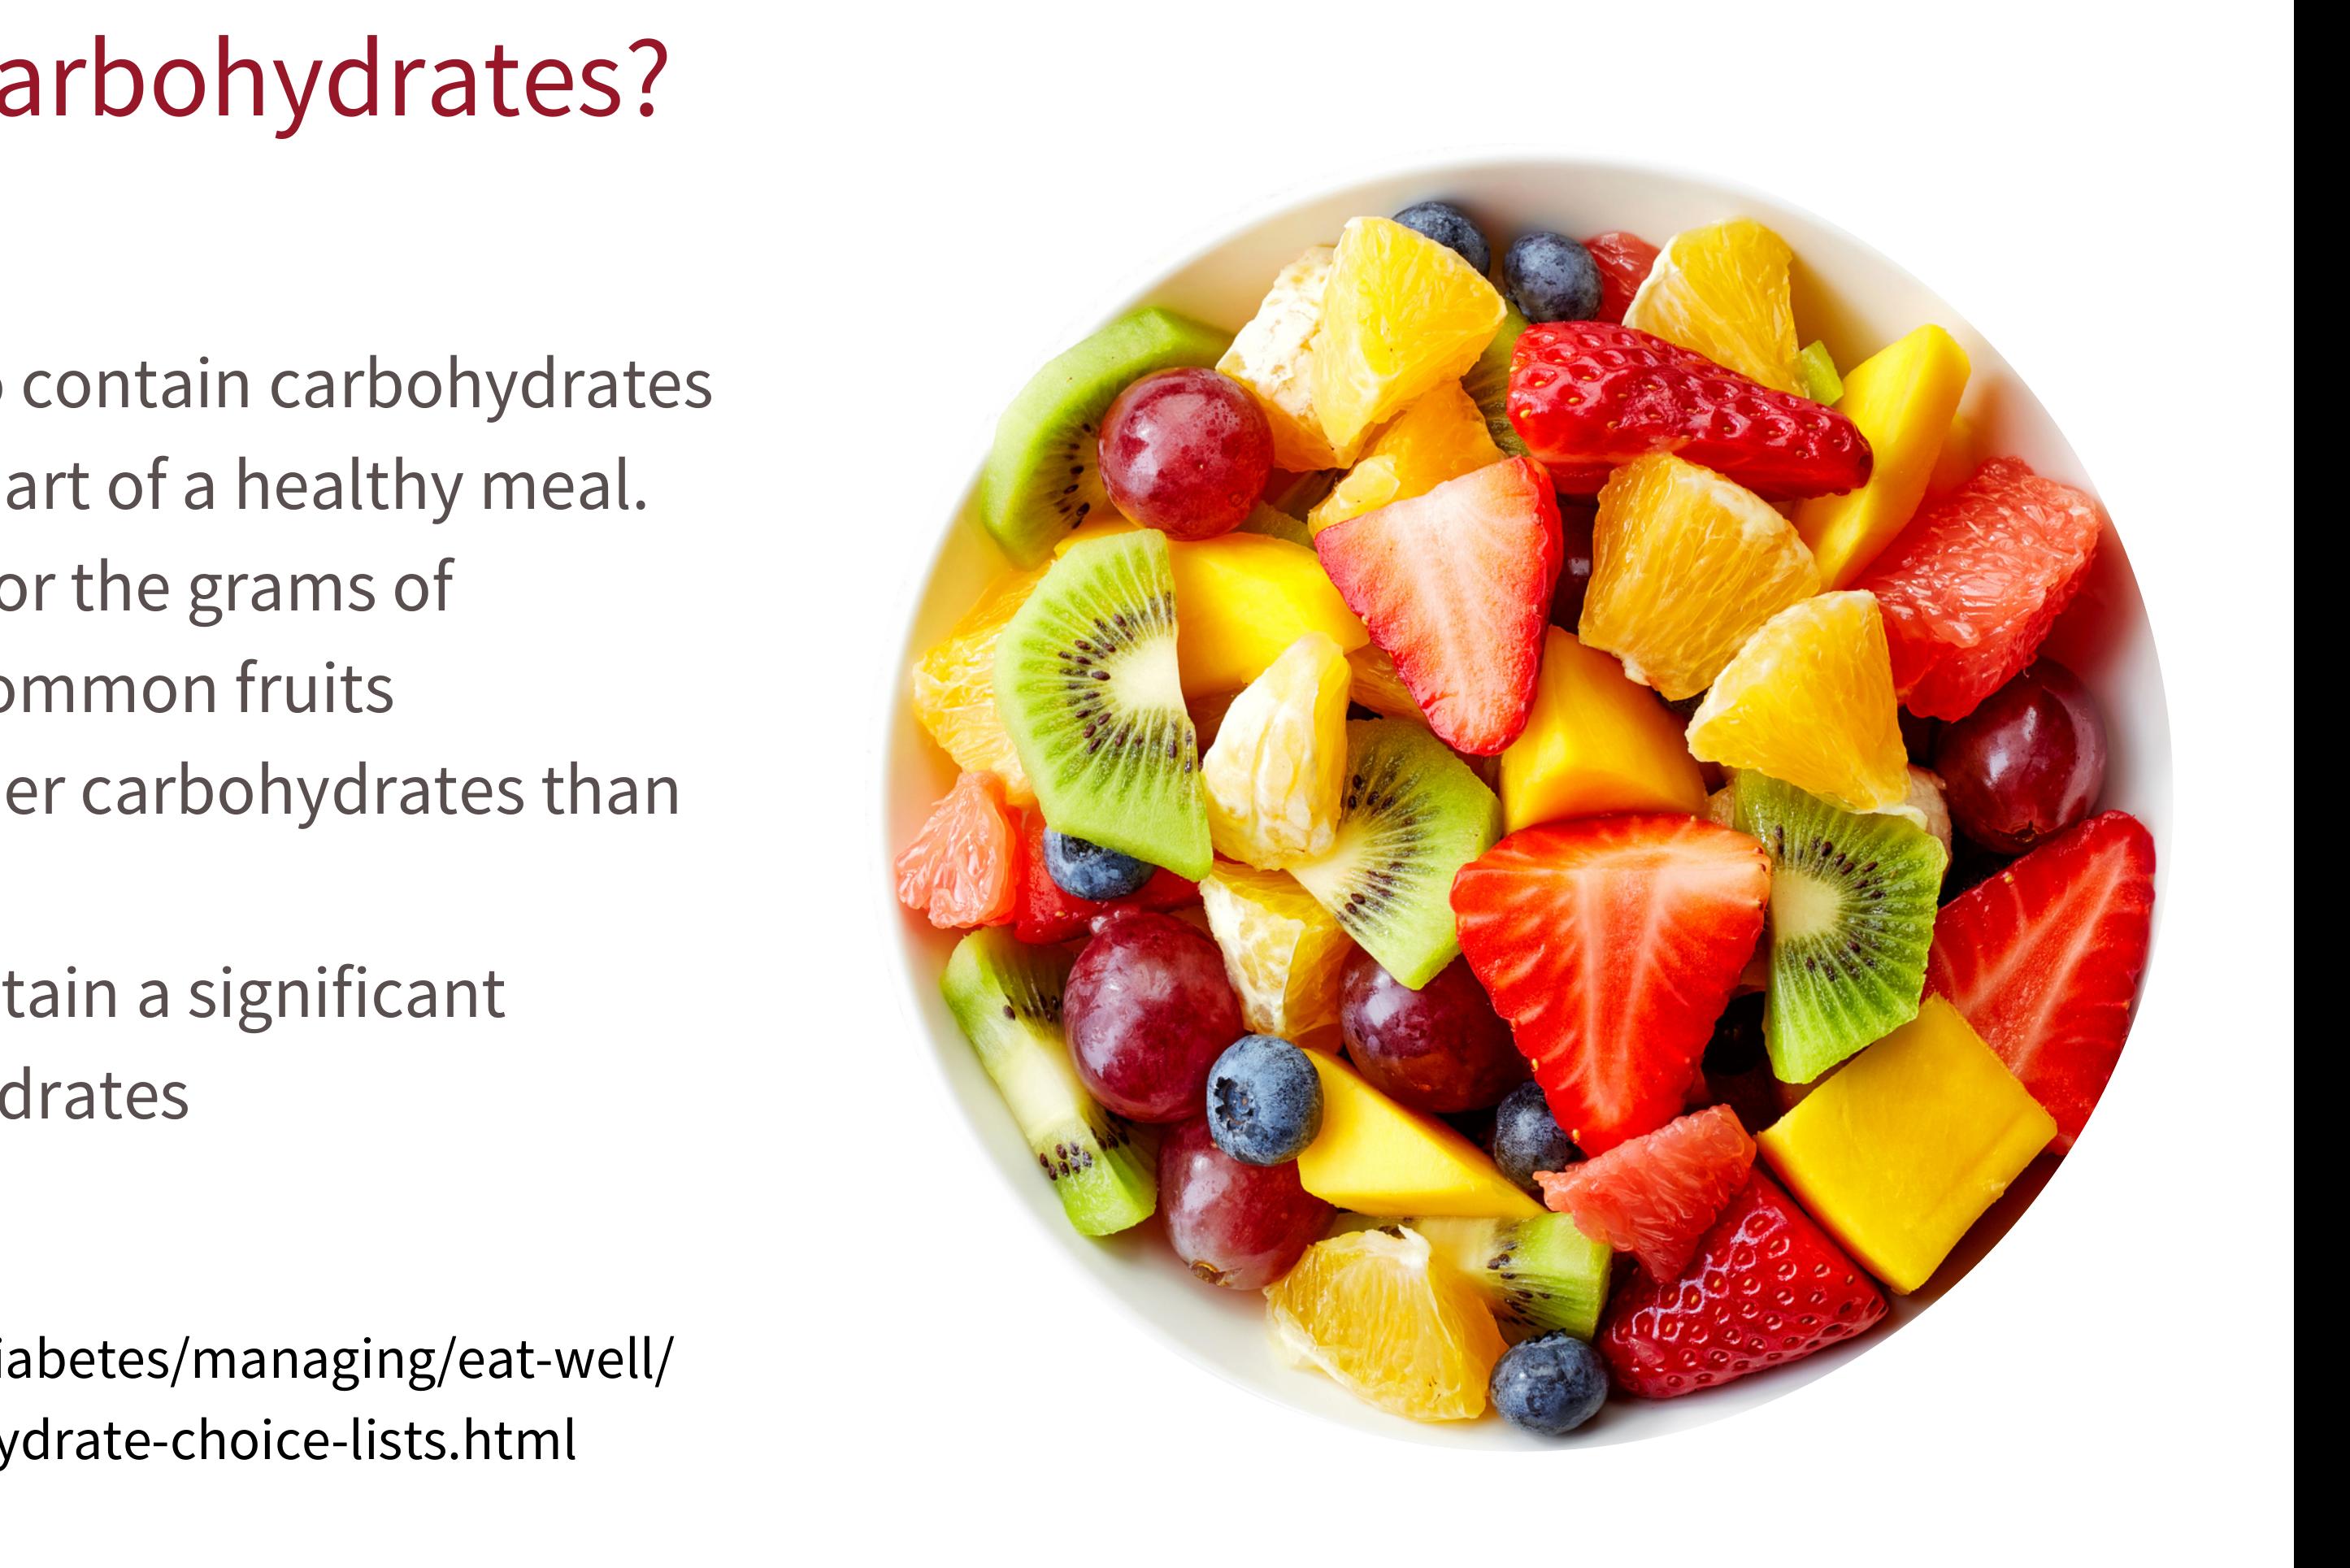 arbohydrates?
contain carbohydrates
art of a healthy meal.
or the grams of
ommon fruits
er carbohydrates than
tain a significant
drates
iabetes/managing/eat-well/
ydrate-choice-lists.html